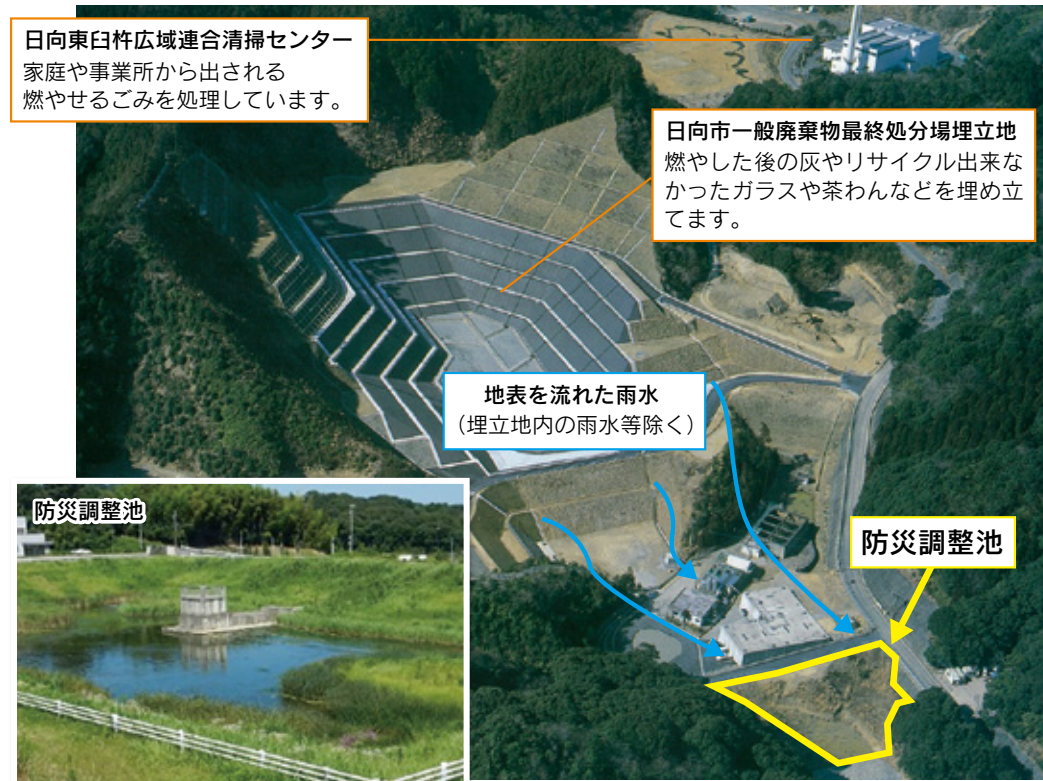 日向東臼杵広域連合清掃センター
家庭や事業所から出される
燃やせるごみを処理しています。
日向市一般廃棄物最終処分場埋立地
燃やした後の灰やリサイクル出来な
かったガラスや茶わんなどを埋め立
てます。
地表を流れた雨水
（埋立地内の雨水等除く）
防災調整池
防災調整池